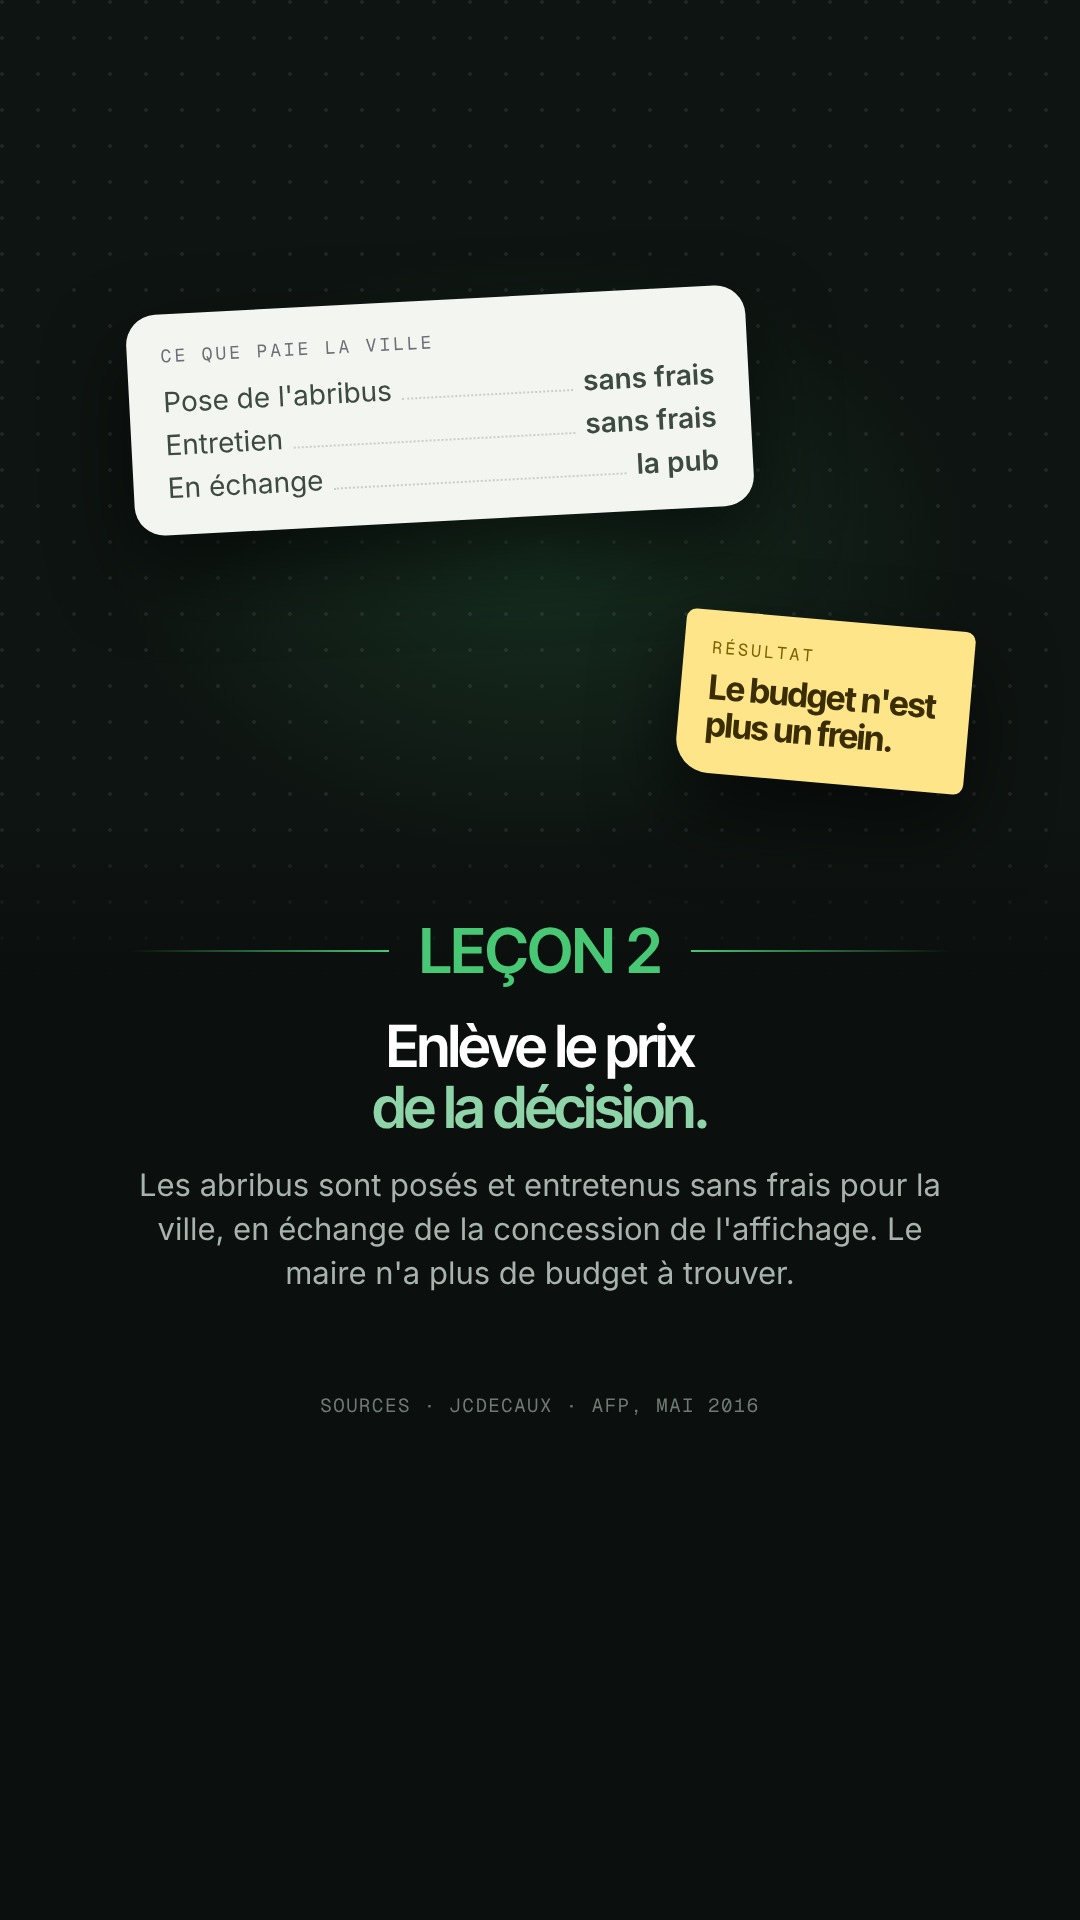 CE QUE PAIE LA VILLE
Pose de l'abribus sans frais
Entretien sans frais
En échange la pub
RÉSULTAT
Le budget n'est
plus un frein.
LEÇON 2
Enlève le prix
de la décision.
Les abribus sont posés et entretenus sans frais pour la
ville, en échange de la concession de l'affichage. Le
maire n'a plus de budget à trouver.
SOURCES · JCDECAUX · AFP, MAI 2016